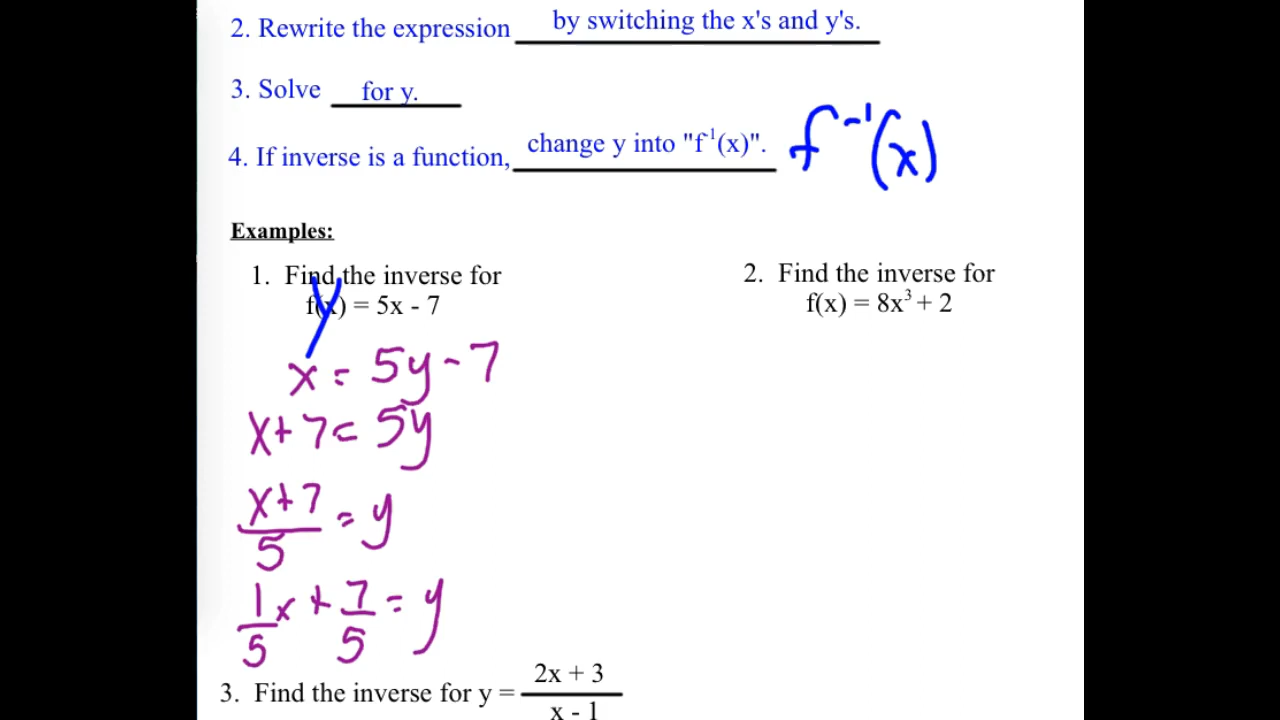 2. Rewrite the expression by switching the x's and y's.
3. Solve for y.
4. If inverse is a function, change y into "f⁻¹(x)". f⁻¹(x)
Examples:
1. Find the inverse for
f(x) = 5x - 7
y
x = 5y - 7
x + 7 = 5y
(x + 7)/5 = y
1/5 x + 7/5 = y
2. Find the inverse for
f(x) = 8x³ + 2
3. Find the inverse for y = (2x + 3)/(x - 1)